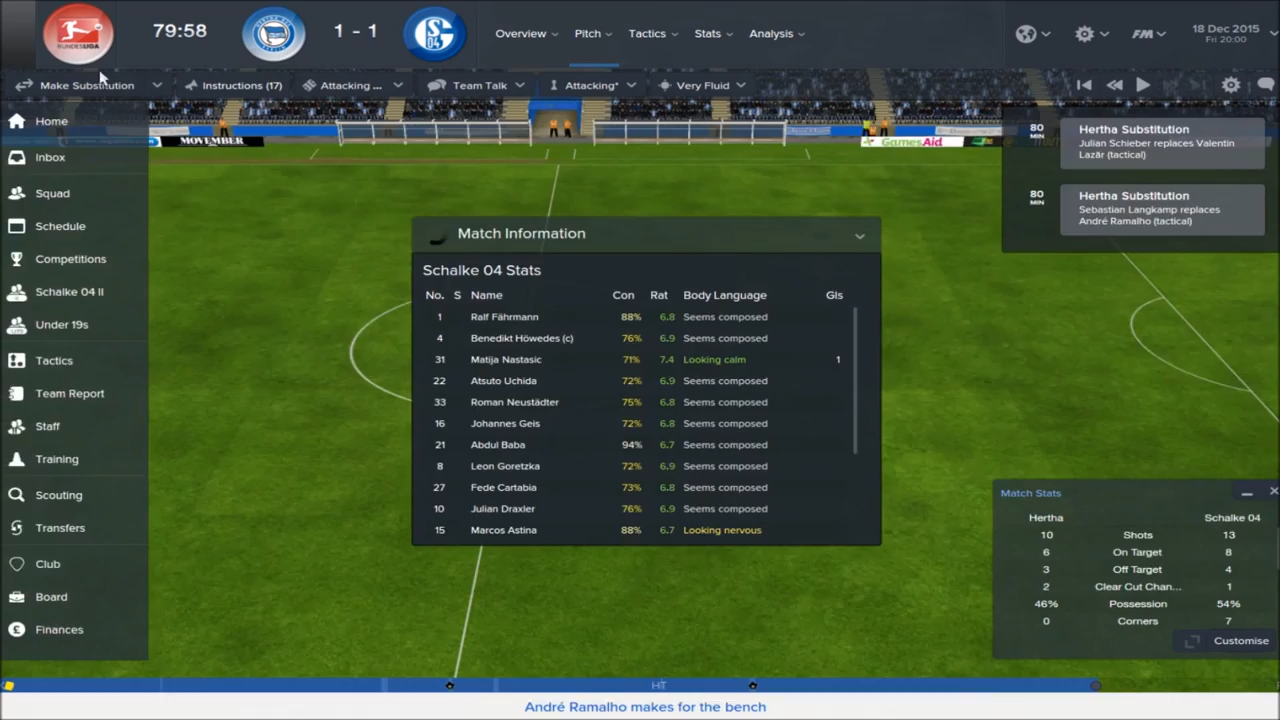 BUNDESLIGA
79:58
1 - 1
S04
Overview
Pitch
Tactics
Stats
Analysis
FM
18 Dec 2015
Fri 20:00
Make Substitution
Instructions (17)
Attacking ...
Team Talk
Attacking*
Very Fluid
Home
Inbox
Squad
Schedule
Competitions
Schalke 04 II
Under 19s
Tactics
Team Report
Staff
Training
Scouting
Transfers
Club
Board
Finances
MOVEMBER
GamesAid
80
MIN
Hertha Substitution
Julian Schieber replaces Valentin
Lazăr (tactical)
80
MIN
Hertha Substitution
Sebastian Langkamp replaces
André Ramalho (tactical)
Match Information
Schalke 04 Stats
No. S Name Con Rat Body Language Gls
1 Ralf Fährmann 88% 6.8 Seems composed
4 Benedikt Höwedes (c) 76% 6.9 Seems composed
31 Matija Nastasic 71% 7.4 Looking calm 1
22 Atsuto Uchida 72% 6.9 Seems composed
33 Roman Neustädter 75% 6.8 Seems composed
16 Johannes Geis 72% 6.8 Seems composed
21 Abdul Baba 94% 6.7 Seems composed
8 Leon Goretzka 72% 6.9 Seems composed
27 Fede Cartabia 73% 6.8 Seems composed
10 Julian Draxler 76% 6.9 Seems composed
15 Marcos Astina 88% 6.7 Looking nervous
Match Stats
Hertha Schalke 04
10 Shots 13
6 On Target 8
3 Off Target 4
2 Clear Cut Chan... 1
46% Possession 54%
0 Corners 7
Customise
HT
André Ramalho makes for the bench